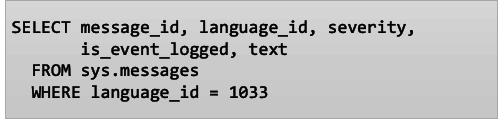 SELECT message_id, language_id, severity,
is_event_logged, text
FROM sys.messages
WHERE language_id = 1033